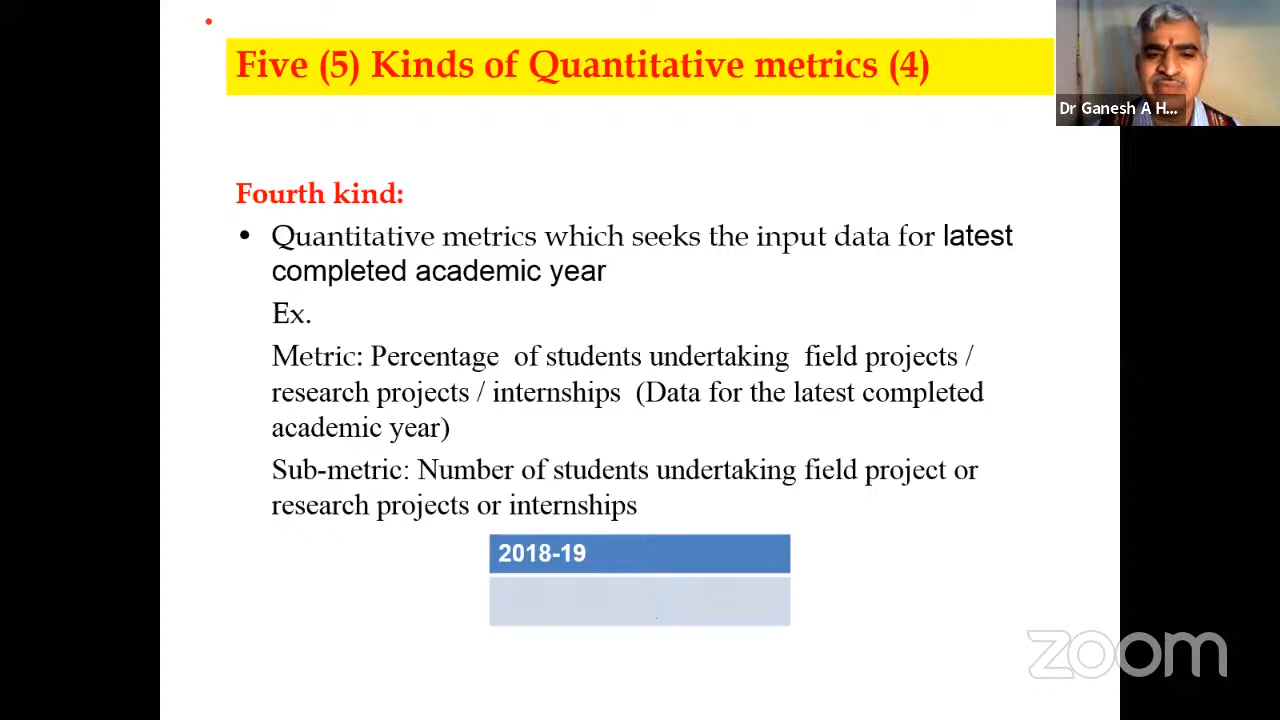 Five (5) Kinds of Quantitative metrics (4)
Dr Ganesh A H...
Fourth kind:
• Quantitative metrics which seeks the input data for latest
completed academic year
Ex.
Metric: Percentage of students undertaking field projects /
research projects / internships (Data for the latest completed
academic year)
Sub-metric: Number of students undertaking field project or
research projects or internships
2018-19
zoom